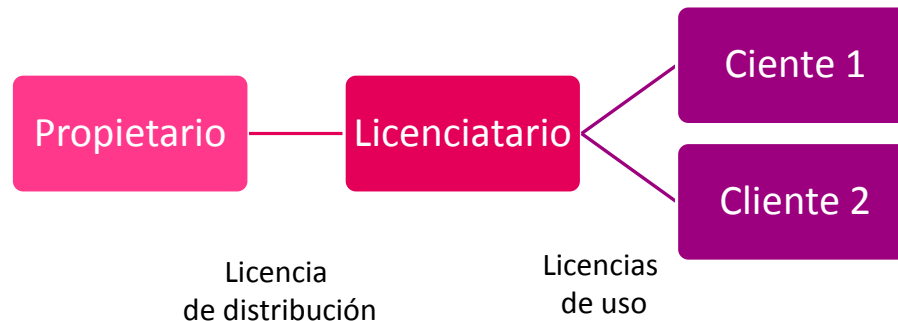 Propietario
Licenciatario
Ciente 1
Cliente 2
Licencia
de distribución
Licencias
de uso